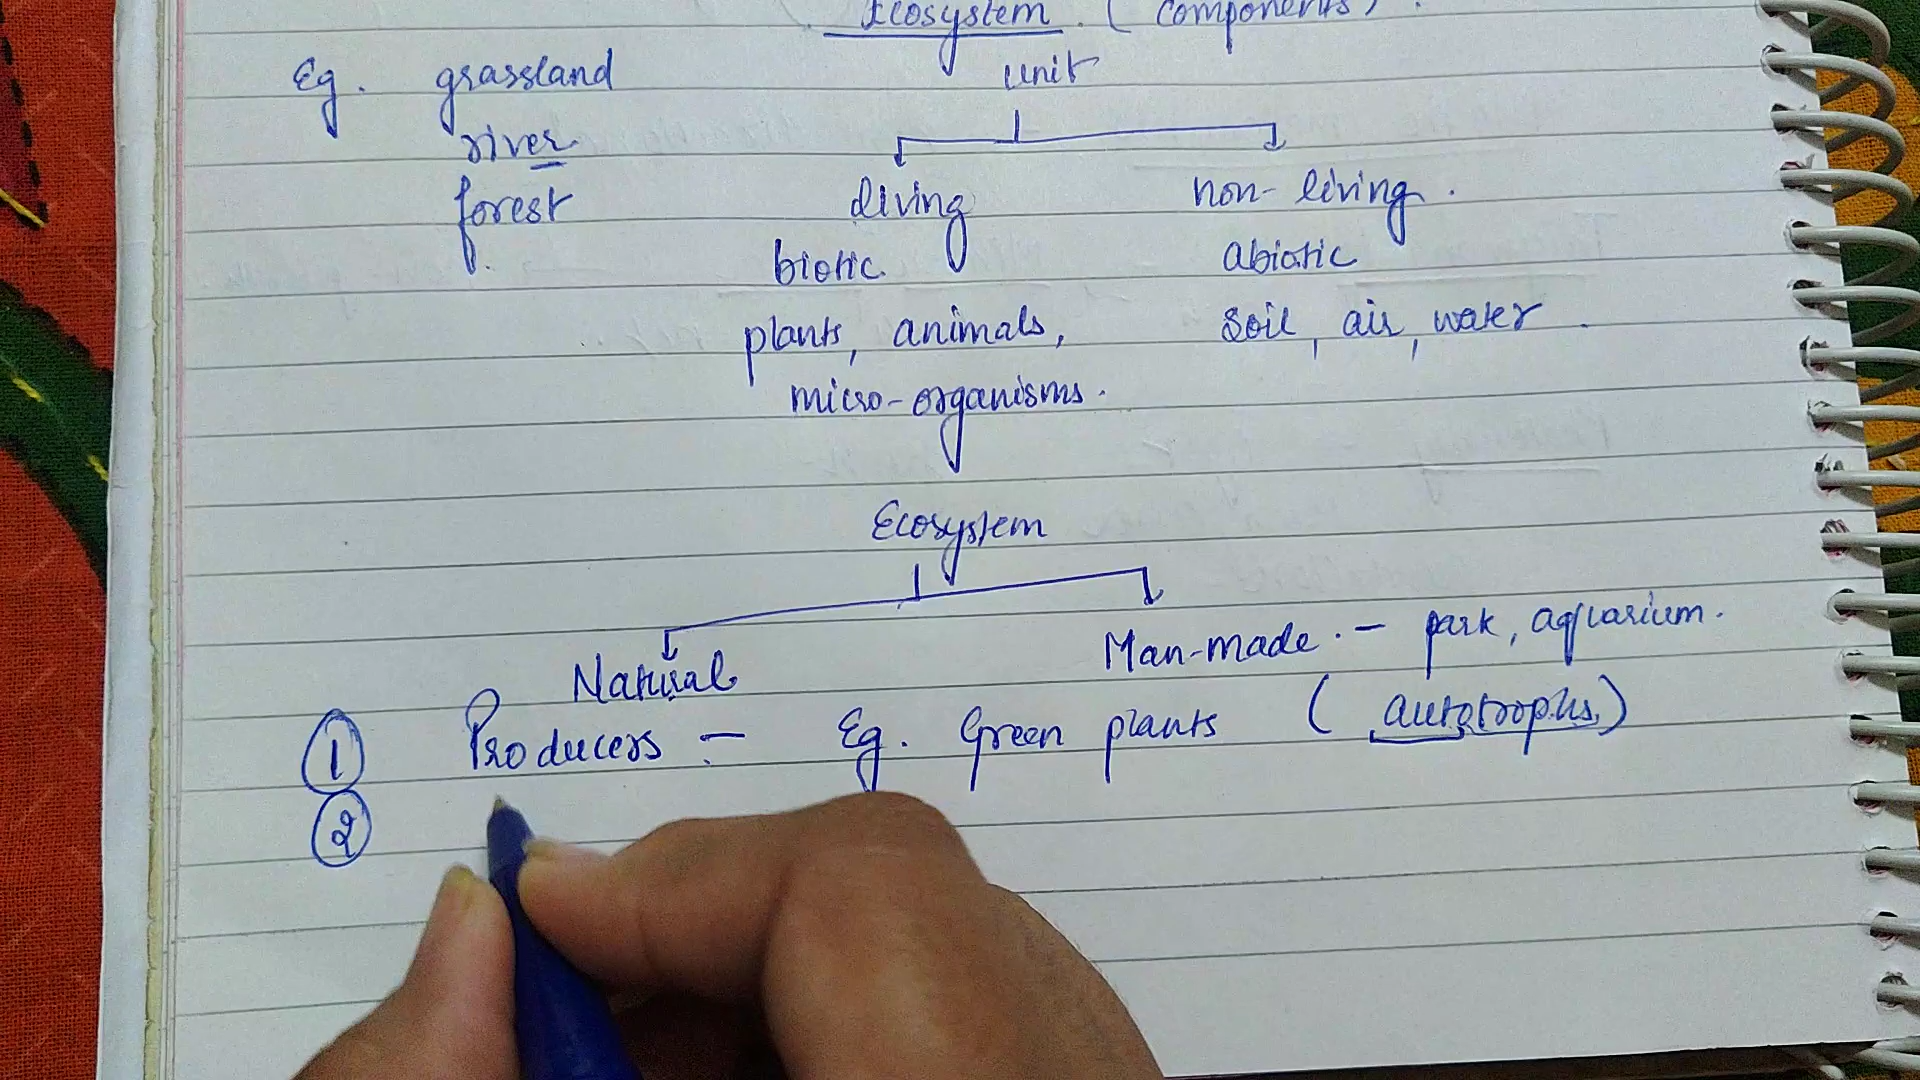 Ecosystem. (components).
Eg. grassland unit
river
forest living non-living.
biotic. abiotic
plants, animals, soil, air, water.
micro-organisms.
Ecosystem
Natural Man-made. - park, aquarium.
1 Producers - Eg. Green plants (autotrophs)
2